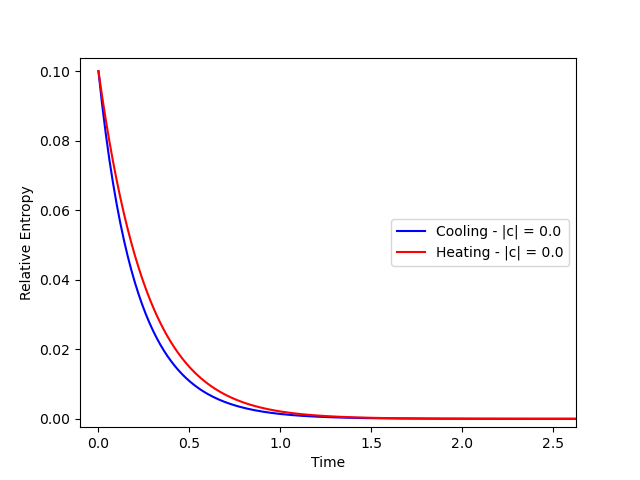 0.10
0.08
0.06
0.04
0.02
0.00
Relative Entropy
Cooling - |c| = 0.0
Heating - |c| = 0.0
0.0 0.5 1.0 1.5 2.0 2.5
Time